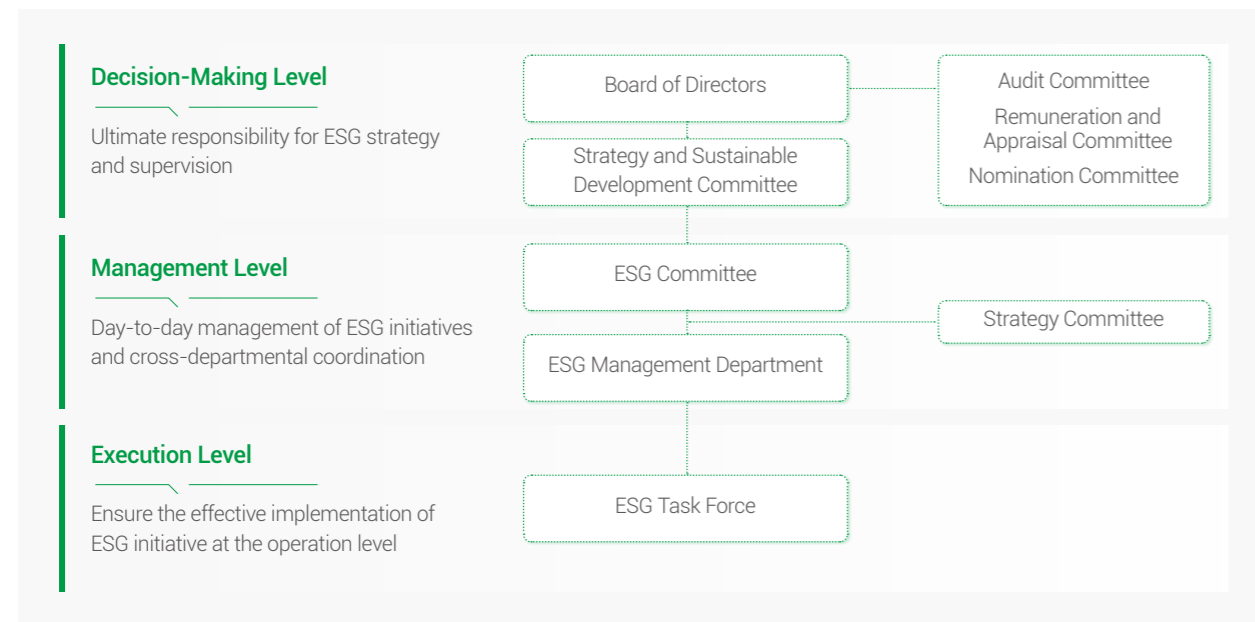 Decision-Making Level
Ultimate responsibility for ESG strategy
and supervision
Board of Directors
Strategy and Sustainable
Development Committee
Audit Committee
Remuneration and
Appraisal Committee
Nomination Committee
Management Level
Day-to-day management of ESG initiatives
and cross-departmental coordination
ESG Committee
ESG Management Department
Strategy Committee
Execution Level
Ensure the effective implementation of
ESG initiative at the operation level
ESG Task Force